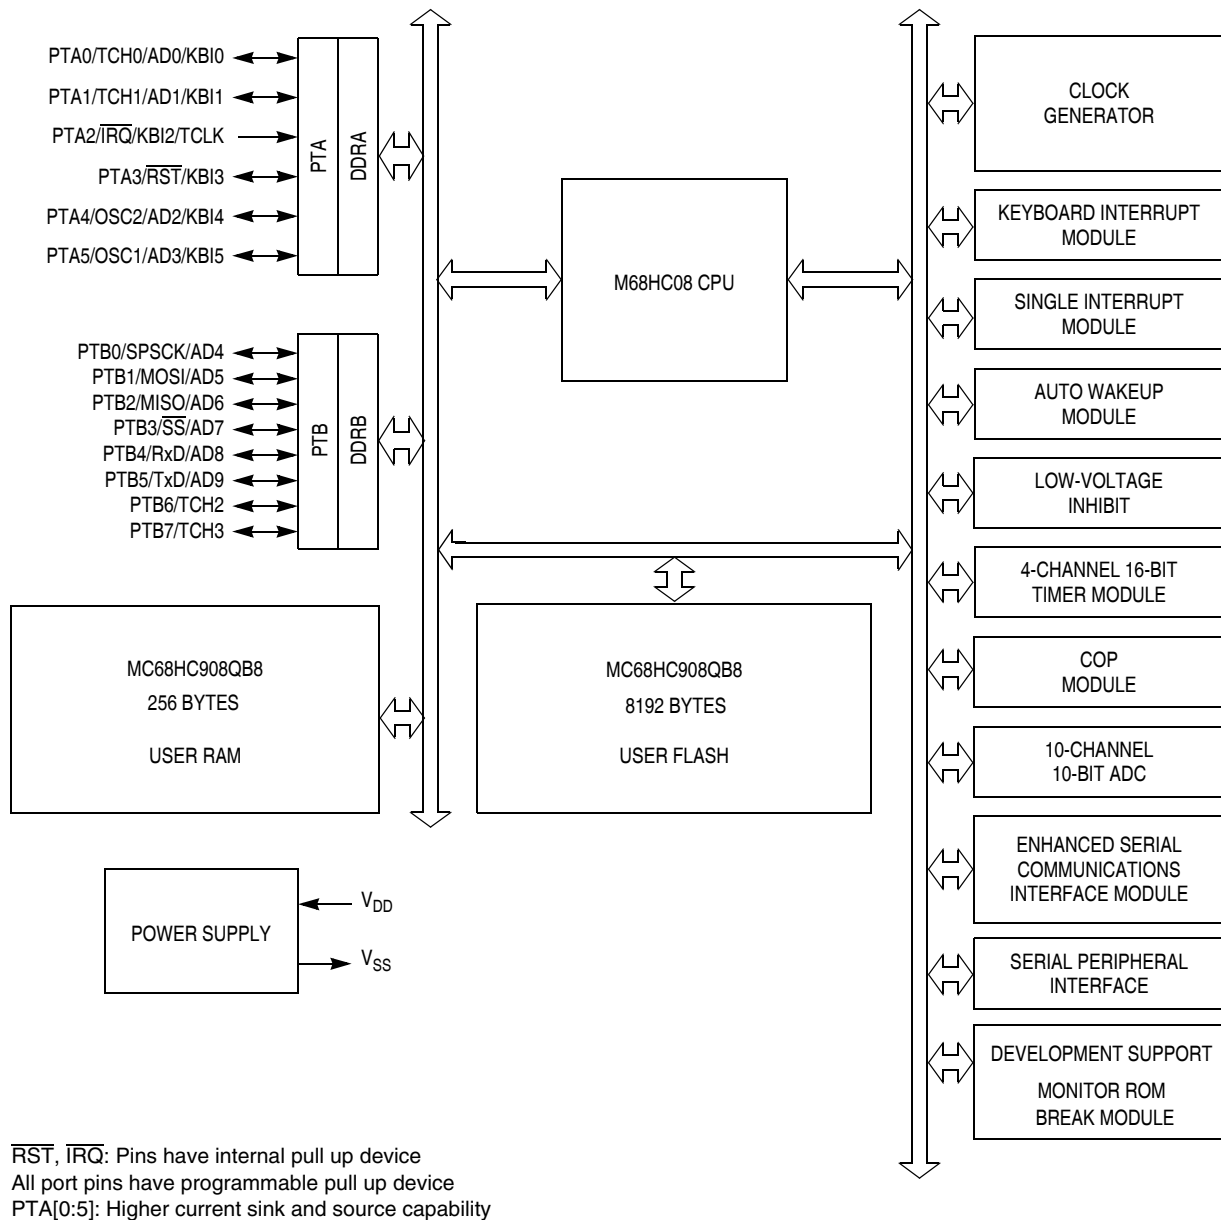 PTA0/TCH0/AD0/KBI0
PTA1/TCH1/AD1/KBI1
PTA2/I̅R̅Q̅/KBI2/TCLK
PTA3/R̅S̅T̅/KBI3
PTA4/OSC2/AD2/KBI4
PTA5/OSC1/AD3/KBI5
PTA
DDRA
PTB0/SPSCK/AD4
PTB1/MOSI/AD5
PTB2/MISO/AD6
PTB3/S̅S̅/AD7
PTB4/RxD/AD8
PTB5/TxD/AD9
PTB6/TCH2
PTB7/TCH3
PTB
DDRB
M68HC08 CPU
MC68HC908QB8
256 BYTES
USER RAM
MC68HC908QB8
8192 BYTES
USER FLASH
POWER SUPPLY
VDD
VSS
CLOCK
GENERATOR
KEYBOARD INTERRUPT
MODULE
SINGLE INTERRUPT
MODULE
AUTO WAKEUP
MODULE
LOW-VOLTAGE
INHIBIT
4-CHANNEL 16-BIT
TIMER MODULE
COP
MODULE
10-CHANNEL
10-BIT ADC
ENHANCED SERIAL
COMMUNICATIONS
INTERFACE MODULE
SERIAL PERIPHERAL
INTERFACE
DEVELOPMENT SUPPORT
MONITOR ROM
BREAK MODULE
R̅S̅T̅, I̅R̅Q̅: Pins have internal pull up device
All port pins have programmable pull up device
PTA[0:5]: Higher current sink and source capability